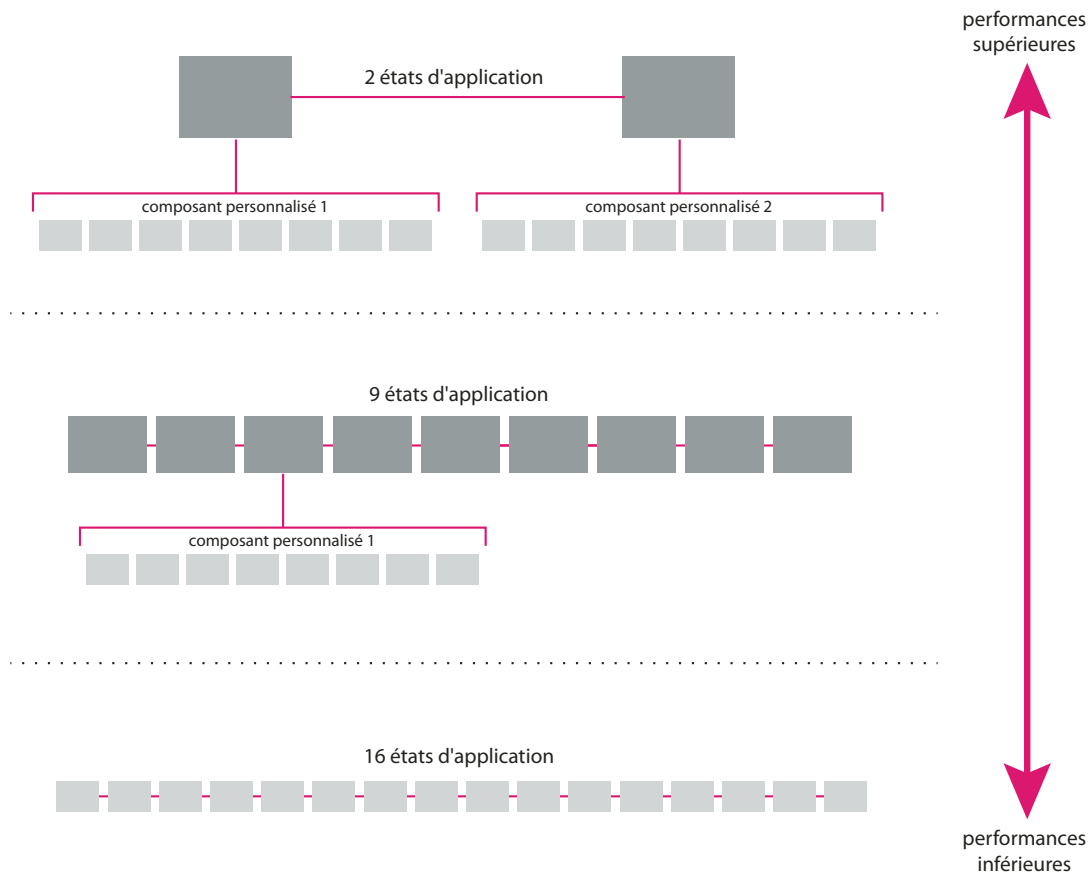 performances
supérieures
2 états d'application
composant personnalisé 1
composant personnalisé 2
9 états d'application
composant personnalisé 1
16 états d'application
performances
inférieures